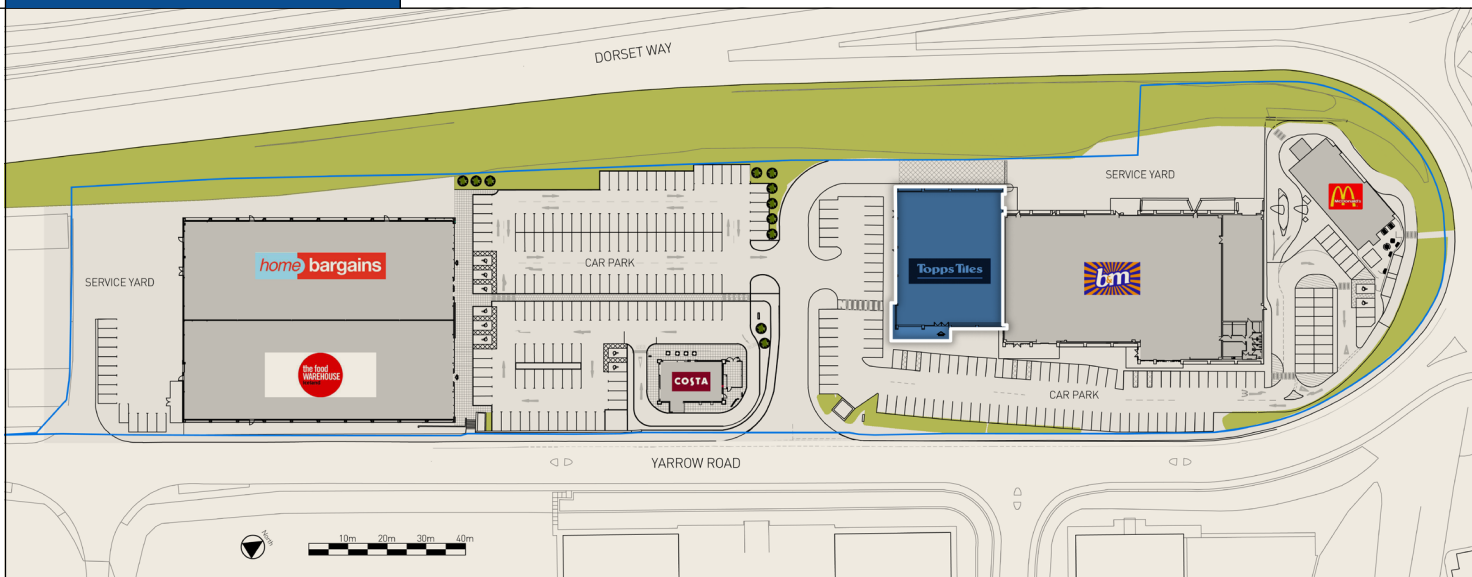 DORSET WAY
SERVICE YARD
McDonald's
home bargains
CAR PARK
Topps Tiles
b&m
SERVICE YARD
the food
WAREHOUSE
COSTA
CAR PARK
YARROW ROAD
North
10m 20m 30m 40m